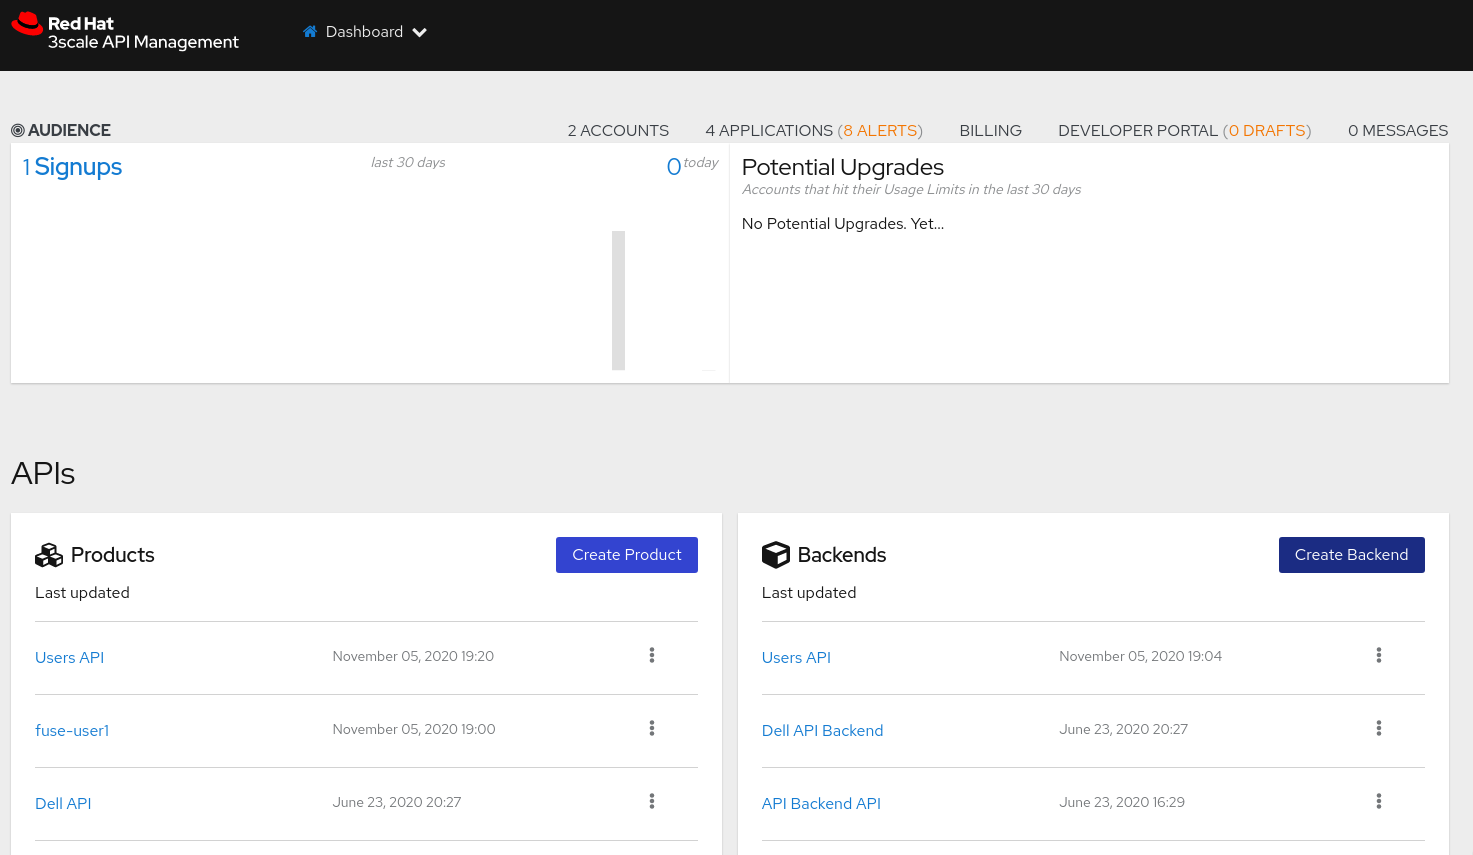 Red Hat
3scale API Management
Dashboard
AUDIENCE 2 ACCOUNTS 4 APPLICATIONS (8 ALERTS) BILLING DEVELOPER PORTAL (0 DRAFTS) 0 MESSAGES
1 Signups last 30 days 0 today
Potential Upgrades
Accounts that hit their Usage Limits in the last 30 days
No Potential Upgrades. Yet...
APIs
Products Create Product
Last updated
Users API November 05, 2020 19:20
fuse-user1 November 05, 2020 19:00
Dell API June 23, 2020 20:27
Backends Create Backend
Last updated
Users API November 05, 2020 19:04
Dell API Backend June 23, 2020 20:27
API Backend API June 23, 2020 16:29